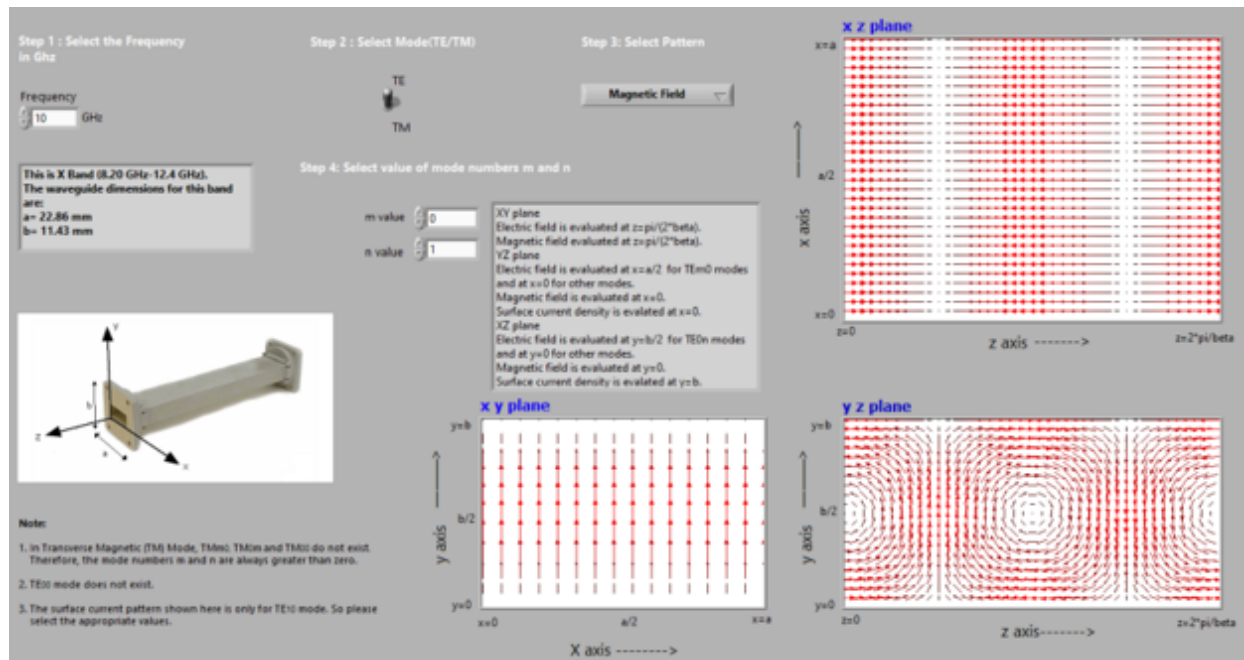 Step 1 : Select the Frequency
in Ghz
Frequency
10 GHz
This is X Band (8.20 GHz-12.4 GHz).
The waveguide dimensions for this band
are:
a= 22.86 mm
b= 11.43 mm
Step 2 : Select Mode(TE/TM)
TE
TM
Step 3: Select Pattern
Magnetic Field
Step 4: Select value of mode numbers m and n
m value 0
n value 1
XY plane
Electric field is evaluated at z=pi/(2*beta).
Magnetic field evaluated at z=pi/(2*beta).
YZ plane
Electric field is evaluated at x=a/2 for TEm0 modes
and at x=0 for other modes.
Magnetic field is evaluated at x=0.
Surface current density is evalated at x=0.
XZ plane
Electric field is evaluated at y=b/2 for TE0n modes
and at y=0 for other modes.
Magnetic field is evaluated at y=0.
Surface current density is evalated at y=b.
x z plane
x=a
a/2
x=0
x axis ------>
z=0
z=2*pi/beta
z axis ------->
y
b
z
a
x
x y plane
y=b
b/2
y=0
y axis ------>
x=0
a/2
x=a
X axis -------->
y z plane
y=b
b/2
y=0
y axis ------>
z=0
z=2*pi/beta
z axis------->
Note:
1. In Transverse Magnetic (TM) Mode, TMm0, TM0m and TM00 do not exist.
Therefore, the mode numbers m and n are always greater than zero.
2. TE00 mode does not exist.
3. The surface current pattern shown here is only for TE10 mode. So please
select the appropriate values.